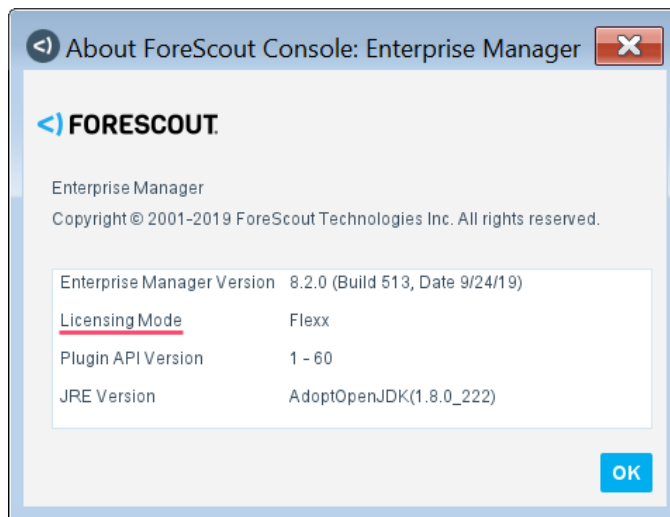 About ForeScout Console: Enterprise Manager
<) FORESCOUT.
Enterprise Manager
Copyright © 2001-2019 ForeScout Technologies Inc. All rights reserved.
Enterprise Manager Version 8.2.0 (Build 513, Date 9/24/19)
Licensing Mode Flexx
Plugin API Version 1 - 60
JRE Version AdoptOpenJDK(1.8.0_222)
OK